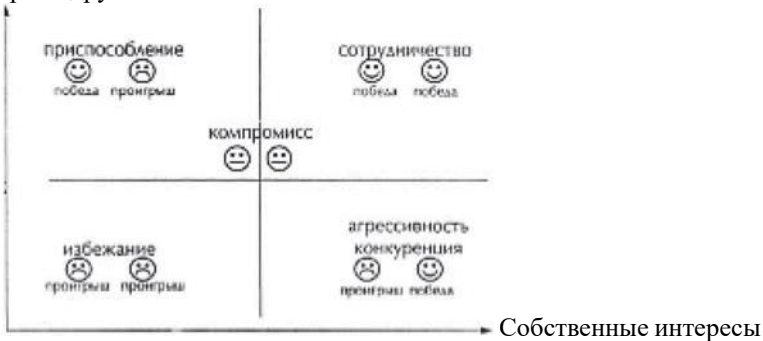 приспособление
победа проигрыш
сотрудничество
победа победа
компромисс
избежание
проигрыш проигрыш
агрессивность
конкуренция
проигрыш победа
Собственные интересы